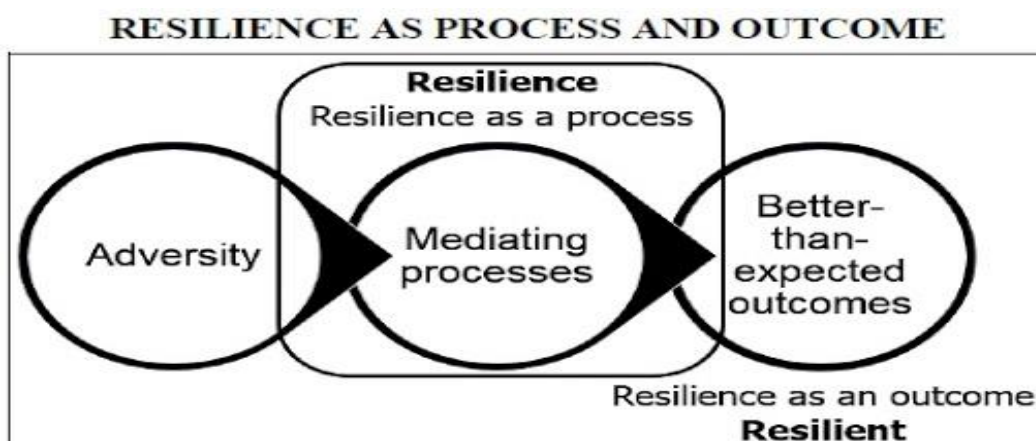 RESILIENCE AS PROCESS AND OUTCOME
Resilience
Resilience as a process
Adversity
Mediating
processes
Better-
than-
expected
outcomes
Resilience as an outcome
Resilient